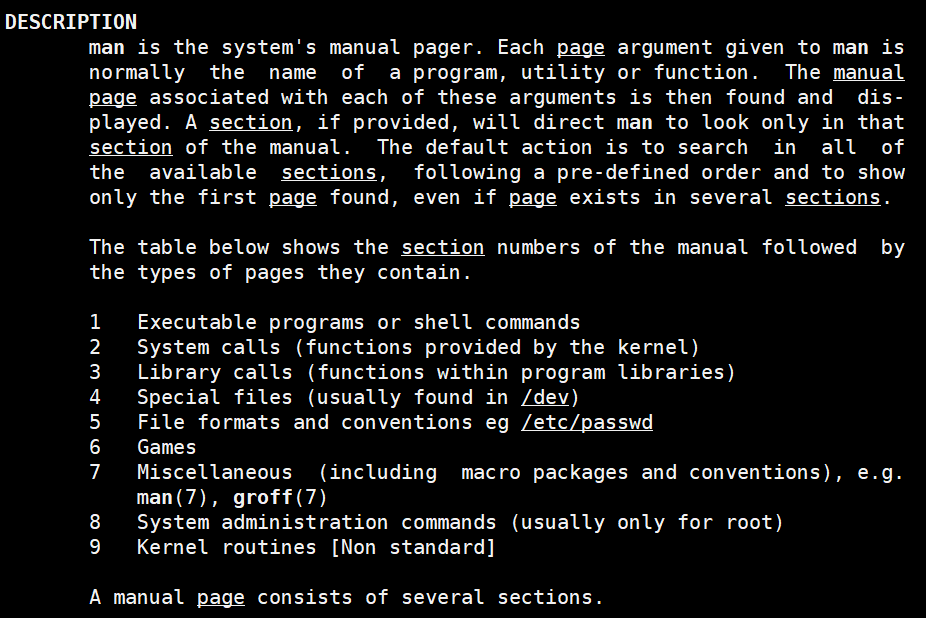 DESCRIPTION
man is the system's manual pager. Each page argument given to man is
normally the name of a program, utility or function. The manual
page associated with each of these arguments is then found and dis-
played. A section, if provided, will direct man to look only in that
section of the manual. The default action is to search in all of
the available sections, following a pre-defined order and to show
only the first page found, even if page exists in several sections.
The table below shows the section numbers of the manual followed by
the types of pages they contain.
1 Executable programs or shell commands
2 System calls (functions provided by the kernel)
3 Library calls (functions within program libraries)
4 Special files (usually found in /dev)
5 File formats and conventions eg /etc/passwd
6 Games
7 Miscellaneous (including macro packages and conventions), e.g.
man(7), groff(7)
8 System administration commands (usually only for root)
9 Kernel routines [Non standard]
A manual page consists of several sections.